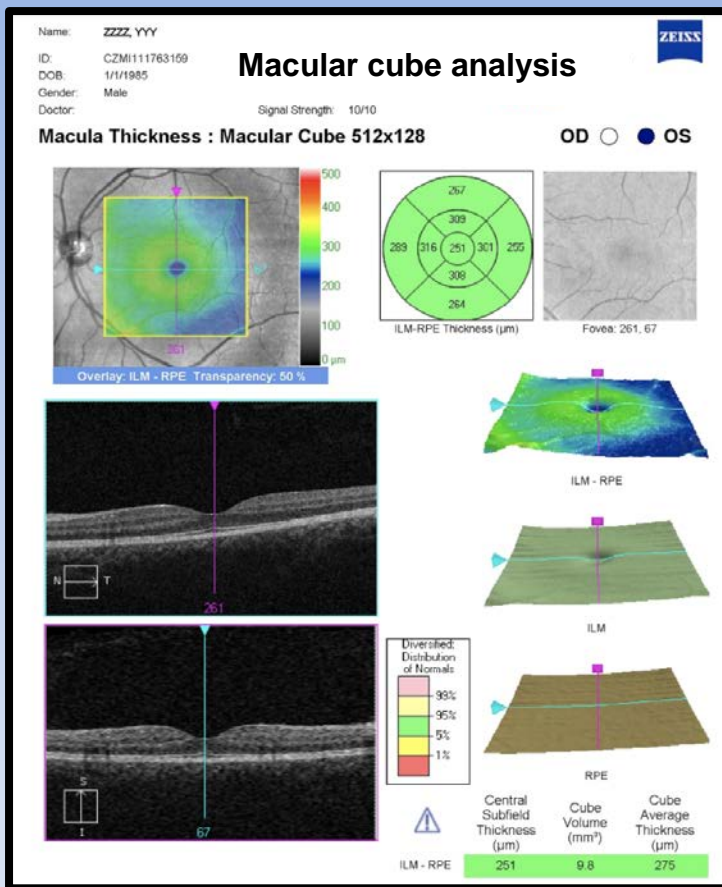 Name: ZZZZ, YYY
ZEISS
ID: CZMI111763159
DOB: 1/1/1985
Gender: Male
Doctor: Signal Strength: 10/10
Macular cube analysis
Macula Thickness : Macular Cube 512x128 OD OS
500
400
300
200
100
0 µm
261
Overlay: ILM - RPE Transparency: 50 %
267
309
289 316 251 301 255
308
264
ILM-RPE Thickness (µm)
Fovea: 261, 67
ILM - RPE
N T
261
ILM
Diversified:
Distribution
of Normals
99%
95%
5%
1%
S
I
67
RPE
Central Subfield Thickness (µm)
Cube Volume (mm³)
Cube Average Thickness (µm)
ILM - RPE 251 9.8 275